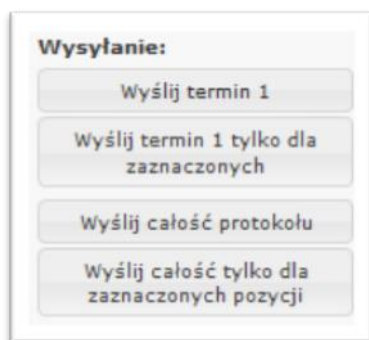 Wysyłanie:
Wyślij termin 1
Wyślij termin 1 tylko dla
zaznaczonych
Wyślij całość protokołu
Wyślij całość tylko dla
zaznaczonych pozycji